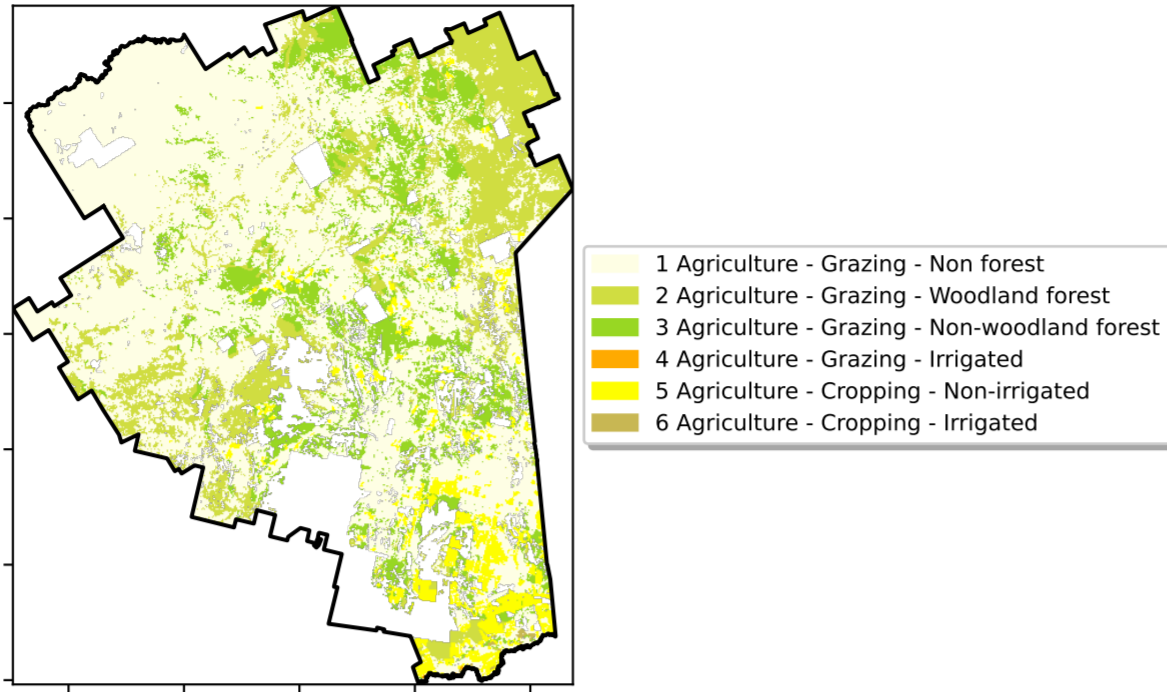 1 Agriculture - Grazing - Non forest
2 Agriculture - Grazing - Woodland forest
3 Agriculture - Grazing - Non-woodland forest
4 Agriculture - Grazing - Irrigated
5 Agriculture - Cropping - Non-irrigated
6 Agriculture - Cropping - Irrigated